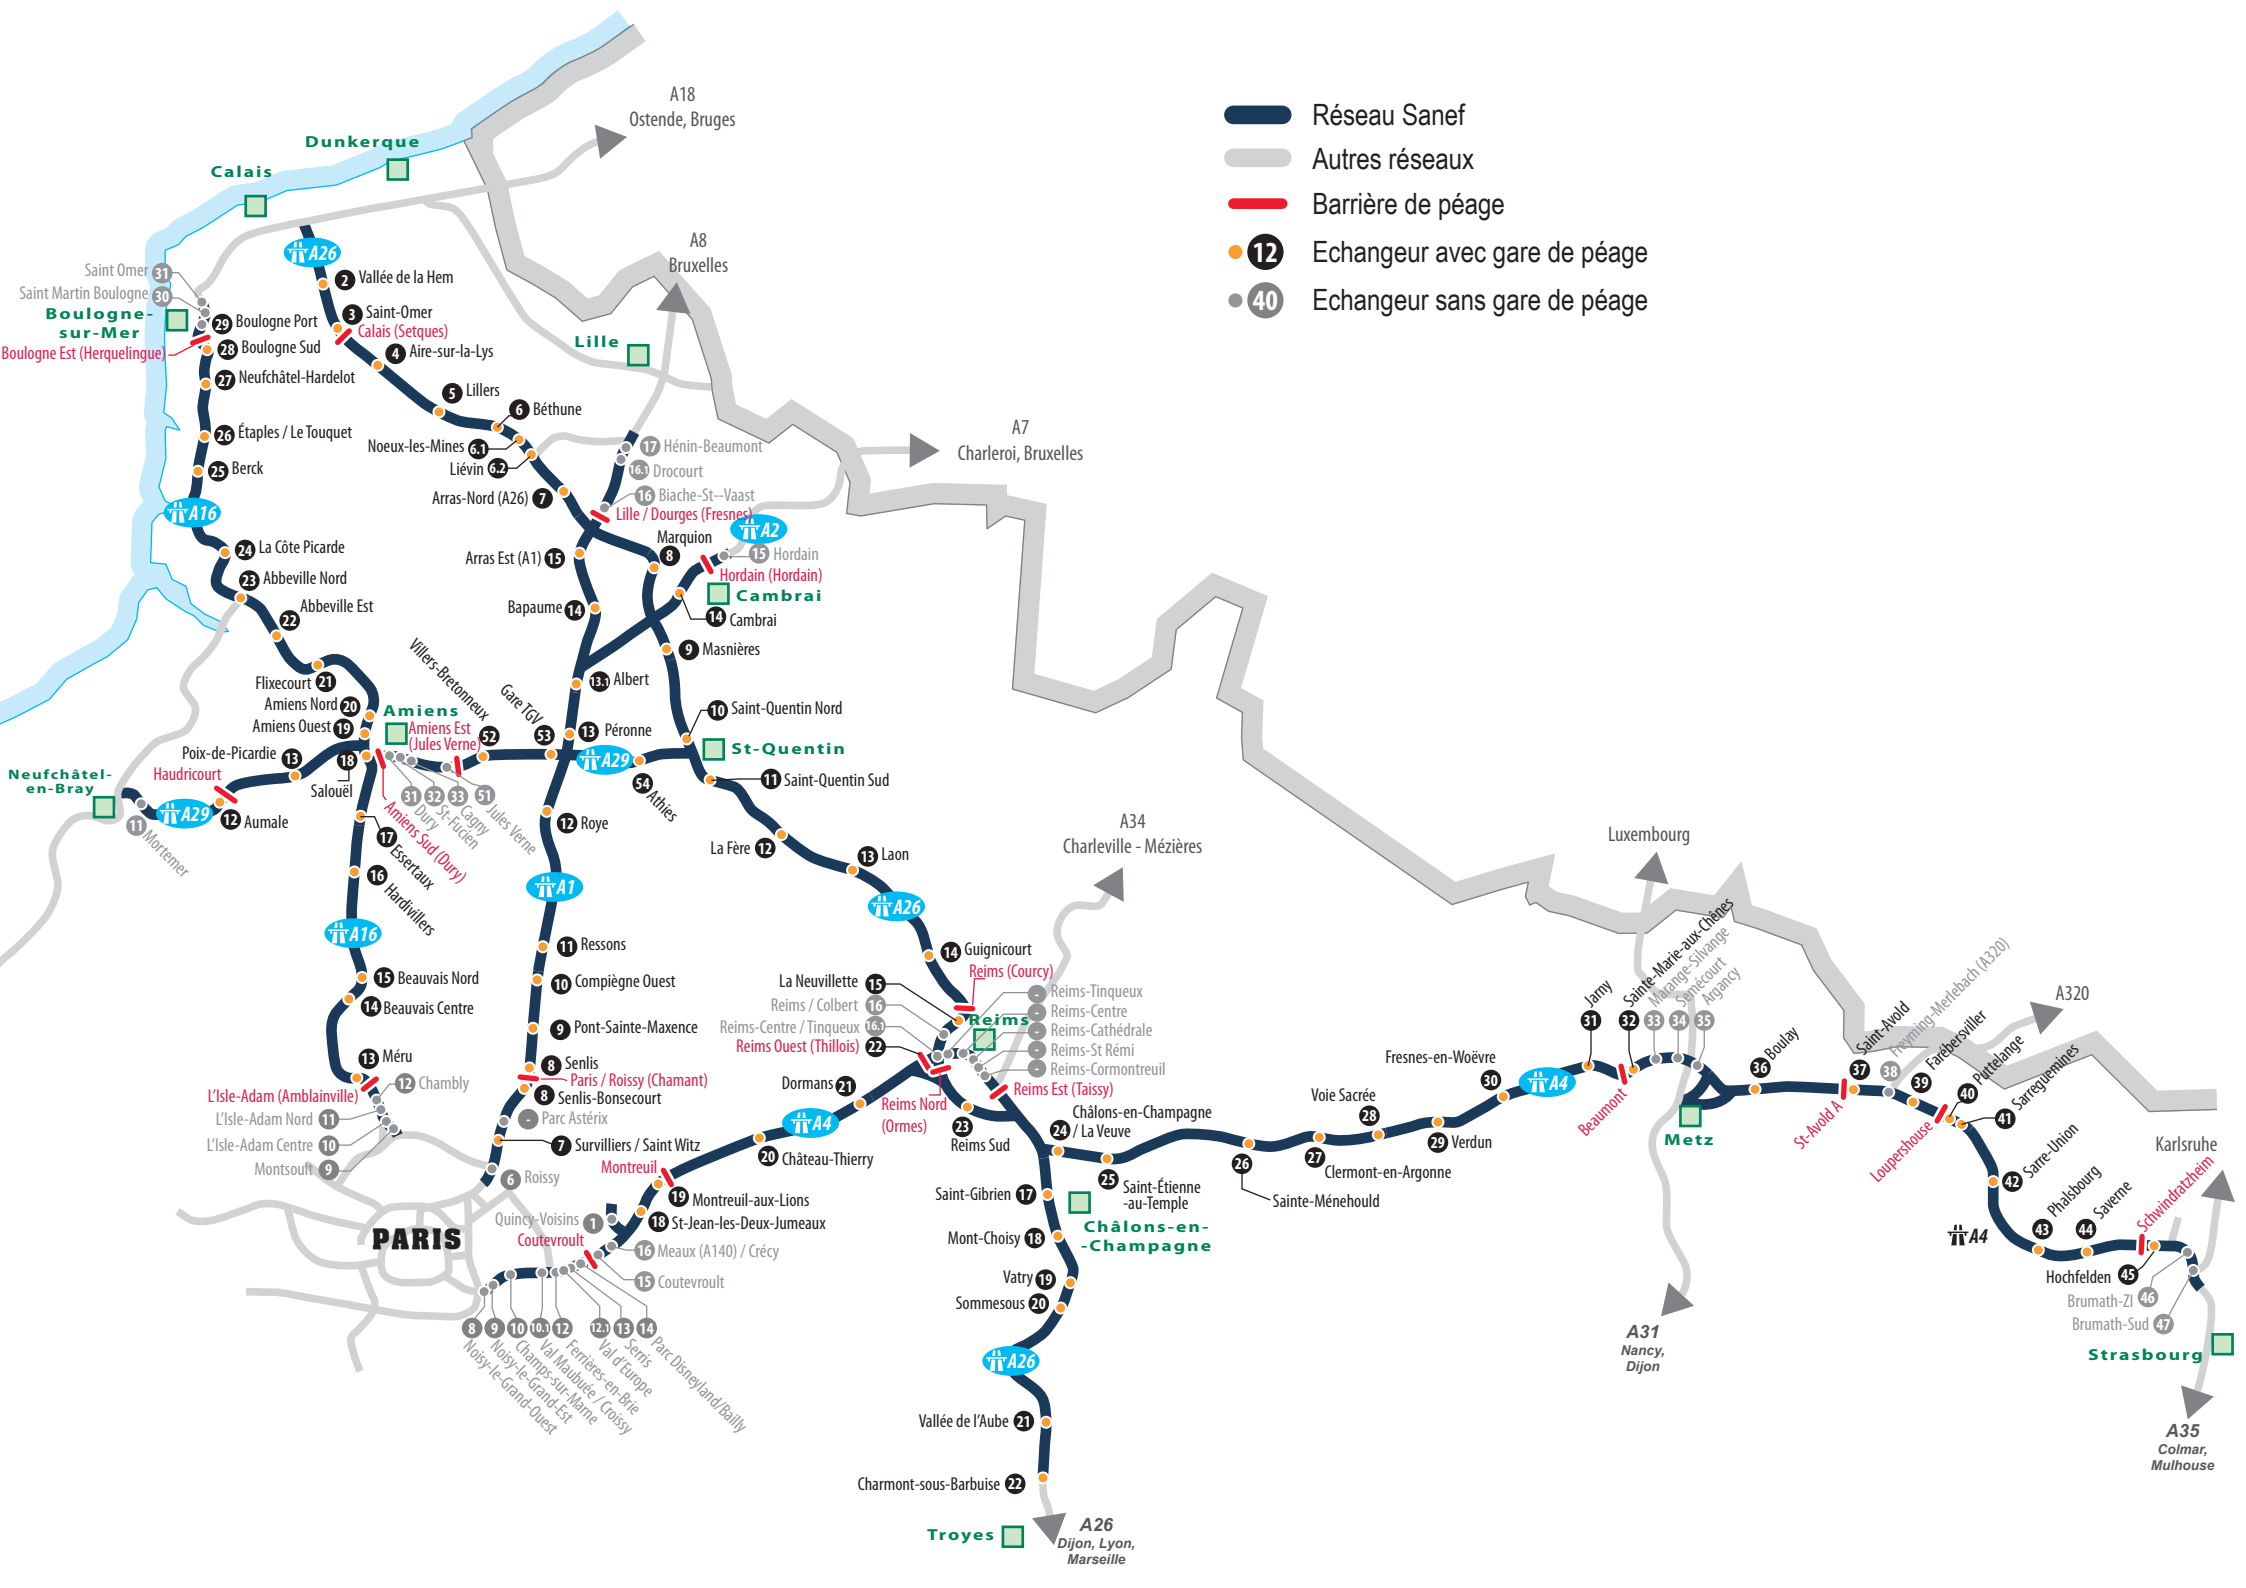 Réseau Sanef
Autres réseaux
Barrière de péage
12 Echangeur avec gare de péage
40 Echangeur sans gare de péage
A18
Ostende, Bruges
Dunkerque
Calais
A26
A8
Bruxelles
2 Vallée de la Hem
Saint Omer 31
Saint Martin Boulogne 30
Boulogne-
sur-Mer
29 Boulogne Port
Boulogne Est (Herquelingue)
28 Boulogne Sud
27 Neufchâtel-Hardelot
3 Saint-Omer
Calais (Setques)
4 Aire-sur-la-Lys
Lille
5 Lillers
6 Béthune
26 Étaples / Le Touquet
25 Berck
Noeux-les-Mines 6.1
Liévin 6.2
Arras-Nord (A26) 7
17 Hénin-Beaumont
16.1 Drocourt
16 Biache-St--Vaast
Lille / Dourges (Fresnes)
A7
Charleroi, Bruxelles
A16
A2
24 La Côte Picarde
23 Abbeville Nord
22 Abbeville Est
Arras Est (A1) 15
Marquion
8
15 Hordain
Hordain (Hordain)
Cambrai
14 Cambrai
Bapaume 14
9 Masnières
Flixecourt 21
Amiens Nord 20
Amiens Ouest 19
Amiens
Amiens Est
(Jules Verne)
Villers-Bretonneux
52
Gare TGV
53
13.1 Albert
13 Péronne
10 Saint-Quentin Nord
St-Quentin
11 Saint-Quentin Sud
A29
54
Athies
Poix-de-Picardie
13
Haudricourt
Neufchâtel-
en-Bray
A29
12 Aumale
11
Mortemer
18
Salouël
31
Dury
32
St-Fucien
33
Cagny
51
Jules Verne
Amiens Sud (Dury)
17
Essertaux
16
Hardivillers
12 Roye
La Fère 12
13 Laon
A34
Charleville - Mézières
A1
A26
A16
11 Ressons
10 Compiègne Ouest
9 Pont-Sainte-Maxence
15 Beauvais Nord
14 Beauvais Centre
13 Méru
12 Chambly
L'Isle-Adam (Amblainville)
L'Isle-Adam Nord 11
L'Isle-Adam Centre 10
Montsoult 9
8 Senlis
Paris / Roissy (Chamant)
8
Senlis-Bonsecourt
- Parc Astérix
7 Survilliers / Saint Witz
6 Roissy
PARIS
14 Guignicourt
Reims (Courcy)
La Neuvillette 15
Reims / Colbert 16
Reims-Centre / Tinqueux 16.1
Reims Ouest (Thillois) 22
Reims
- Reims-Tinqueux
- Reims-Centre
- Reims-Cathédrale
- Reims-St Rémi
- Reims-Cormontreuil
Reims Est (Taissy)
Reims Nord
(Ormes)
23
Reims Sud
Dormans 21
A4
20 Château-Thierry
Montreuil
19 Montreuil-aux-Lions
18 St-Jean-les-Deux-Jumeaux
Quincy-Voisins 1
Coutevroult
16 Meaux (A140) / Crécy
15 Coutevroult
8
Noisy-le-Grand-Ouest
9
Noisy-le-Grand-Est
10
Champs-sur-Marne
10.1
Val Maubuée / Croissy
12
Ferrières-en-Brie
12.1
Val d'Europe
13
Serris
14
Parc Disneyland/Bailly
24 Châlons-en-Champagne
/ La Veuve
25
Saint-Étienne
-au-Temple
Saint-Gibrien 17
Châlons-en-
-Champagne
Mont-Choisy 18
Vatry 19
Sommesous 20
A26
Vallée de l'Aube 21
Charmont-sous-Barbuise 22
Troyes
A26
Dijon, Lyon,
Marseille
26
Sainte-Ménehould
27
Clermont-en-Argonne
Voie Sacrée
28
29 Verdun
Fresnes-en-Woëvre
30
A4
Jarny
31
Sainte-Marie-aux-Chênes
32
Marange-Silvange
33
Semécourt
34
Argancy
35
Luxembourg
Beaumont
Metz
36
Boulay
A31
Nancy,
Dijon
St-Avold A
Saint-Avold
37
Freyming-Merlebach (A320)
38
Farébersviller
39
A320
Loupershouse
Puttelange
40
Sarreguemines
41
42
Sarre-Union
A4
43
Phalsbourg
44
Saverne
Schwindratzheim
Karlsruhe
Hochfelden 45
Brumath-ZI 46
Brumath-Sud 47
Strasbourg
A35
Colmar,
Mulhouse